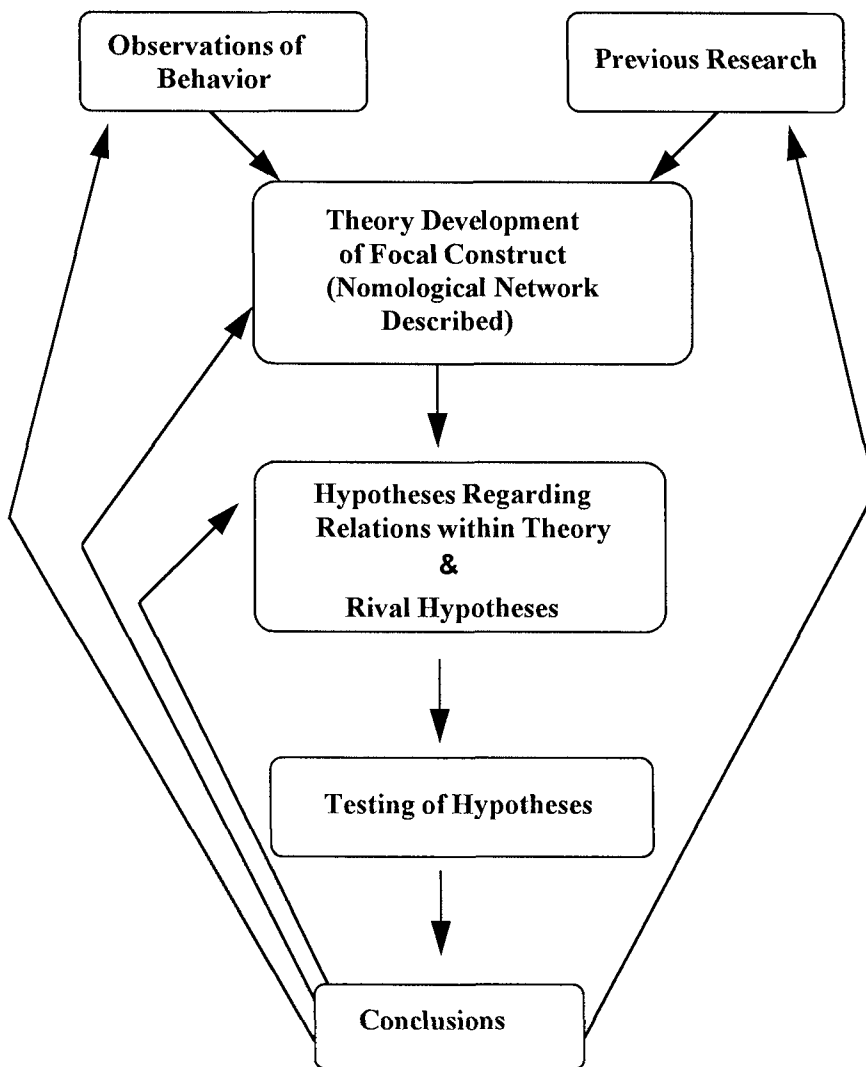 Observations of
Behavior
Previous Research
Theory Development
of Focal Construct
(Nomological Network
Described)
Hypotheses Regarding
Relations within Theory
&
Rival Hypotheses
Testing of Hypotheses
Conclusions